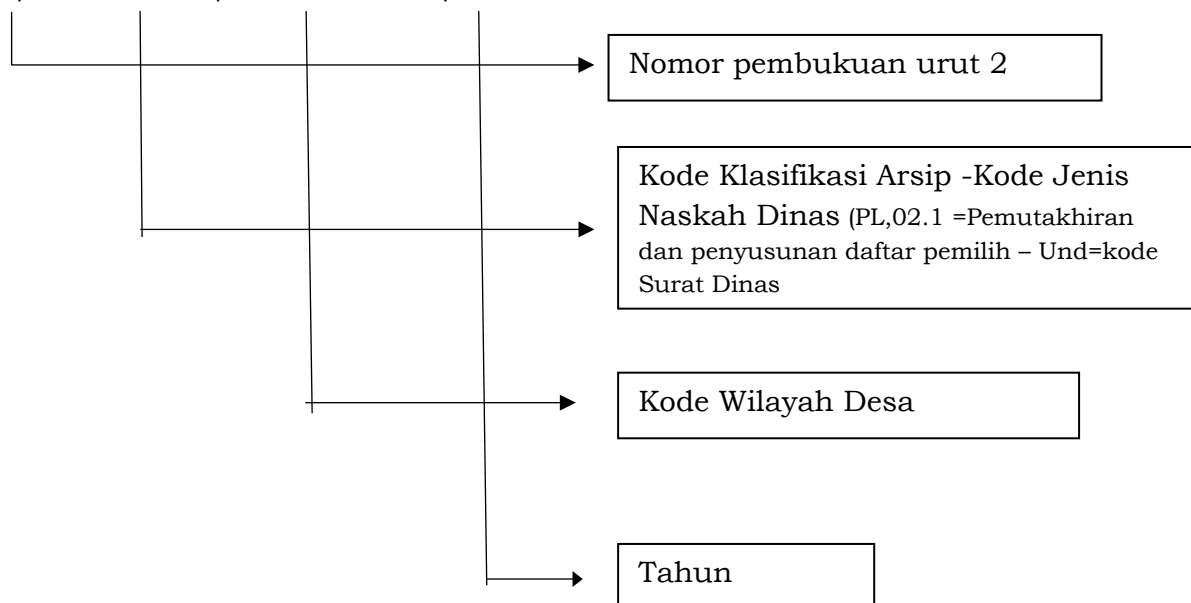 Nomor pembukuan urut 2
Kode Klasifikasi Arsip -Kode Jenis
Naskah Dinas (PL,02.1 =Pemutakhiran
dan penyusunan daftar pemilih – Und=kode
Surat Dinas
Kode Wilayah Desa
Tahun